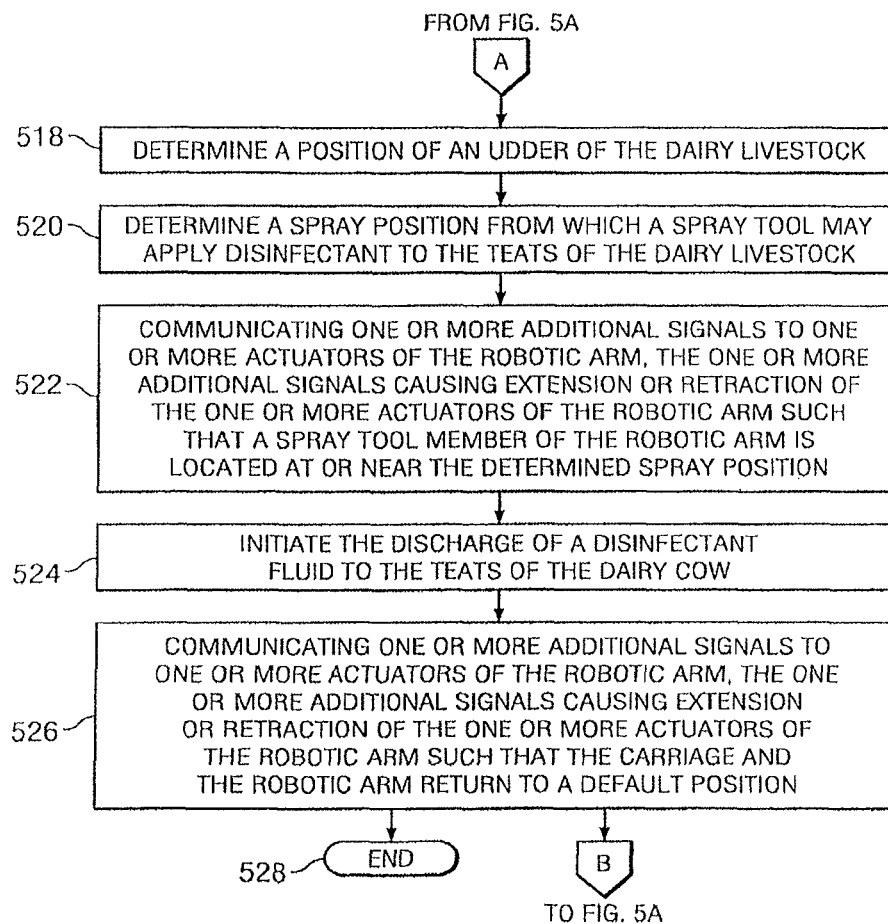 FROM FIG. 5A
A
518
DETERMINE A POSITION OF AN UDDER OF THE DAIRY LIVESTOCK
520
DETERMINE A SPRAY POSITION FROM WHICH A SPRAY TOOL MAY
APPLY DISINFECTANT TO THE TEATS OF THE DAIRY LIVESTOCK
522
COMMUNICATING ONE OR MORE ADDITIONAL SIGNALS TO ONE
OR MORE ACTUATORS OF THE ROBOTIC ARM, THE ONE OR MORE
ADDITIONAL SIGNALS CAUSING EXTENSION OR RETRACTION OF
THE ONE OR MORE ACTUATORS OF THE ROBOTIC ARM SUCH
THAT A SPRAY TOOL MEMBER OF THE ROBOTIC ARM IS
LOCATED AT OR NEAR THE DETERMINED SPRAY POSITION
524
INITIATE THE DISCHARGE OF A DISINFECTANT
FLUID TO THE TEATS OF THE DAIRY COW
526
COMMUNICATING ONE OR MORE ADDITIONAL SIGNALS TO
ONE OR MORE ACTUATORS OF THE ROBOTIC ARM, THE ONE
OR MORE ADDITIONAL SIGNALS CAUSING EXTENSION
OR RETRACTION OF THE ONE OR MORE ACTUATORS OF
THE ROBOTIC ARM SUCH THAT THE CARRIAGE AND
THE ROBOTIC ARM RETURN TO A DEFAULT POSITION
528
END
B
TO FIG. 5A